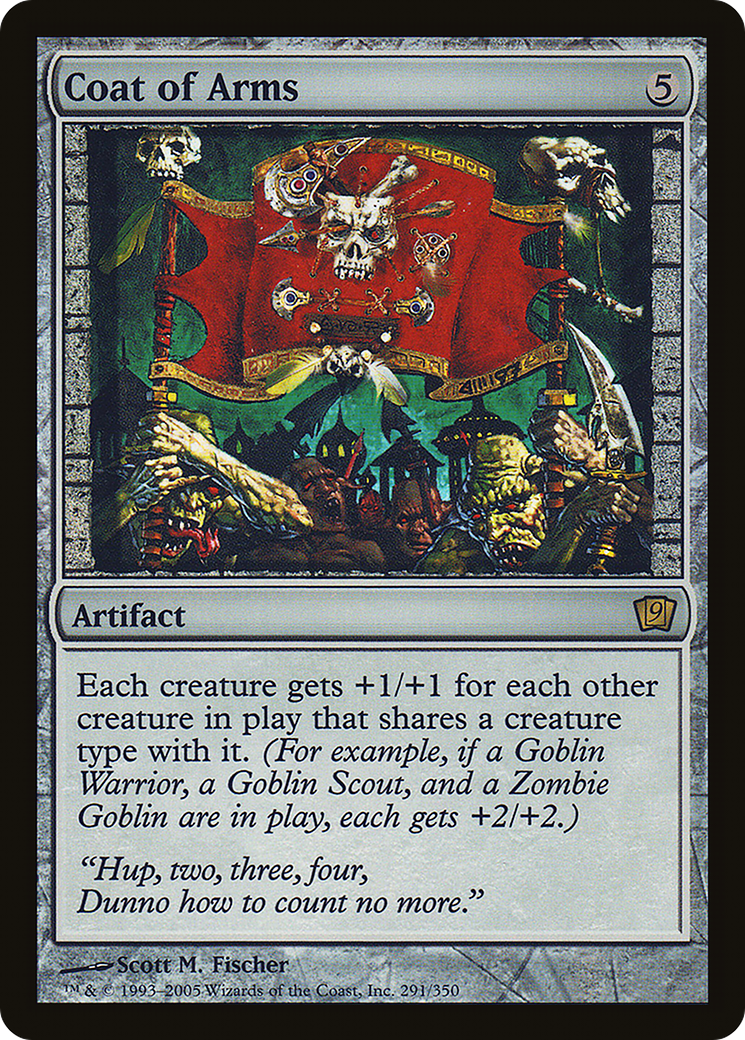 Coat of Arms 5
Artifact 9
Each creature gets +1/+1 for each other
creature in play that shares a creature
type with it. (For example, if a Goblin
Warrior, a Goblin Scout, and a Zombie
Goblin are in play, each gets +2/+2.)
“Hup, two, three, four,
Dunno how to count no more.”
Scott M. Fischer
™ & © 1993–2005 Wizards of the Coast, Inc. 291/350